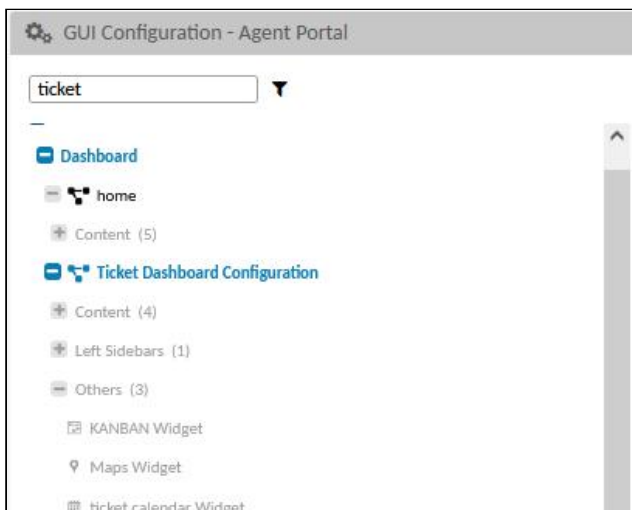 GUI Configuration - Agent Portal
ticket
Dashboard
home
Content (5)
Ticket Dashboard Configuration
Content (4)
Left Sidebars (1)
Others (3)
KANBAN Widget
Maps Widget
ticket calendar Widget